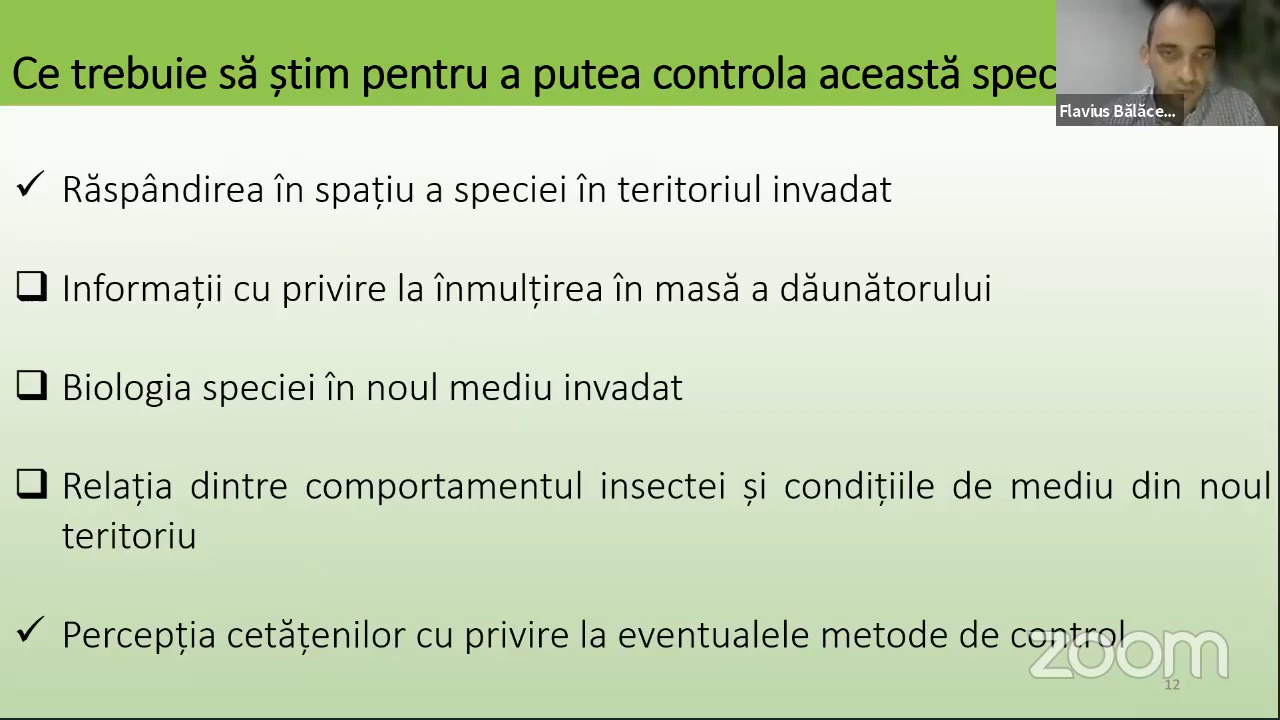 Ce trebuie să știm pentru a putea controla această spec
Flavius Bălăce...
Răspândirea în spațiu a speciei în teritoriul invadat
Informații cu privire la înmulțirea în masă a dăunătorului
Biologia speciei în noul mediu invadat
Relația dintre comportamentul insectei și condițiile de mediu din noul
teritoriu
Percepția cetățenilor cu privire la eventualele metode de control
zoom
12